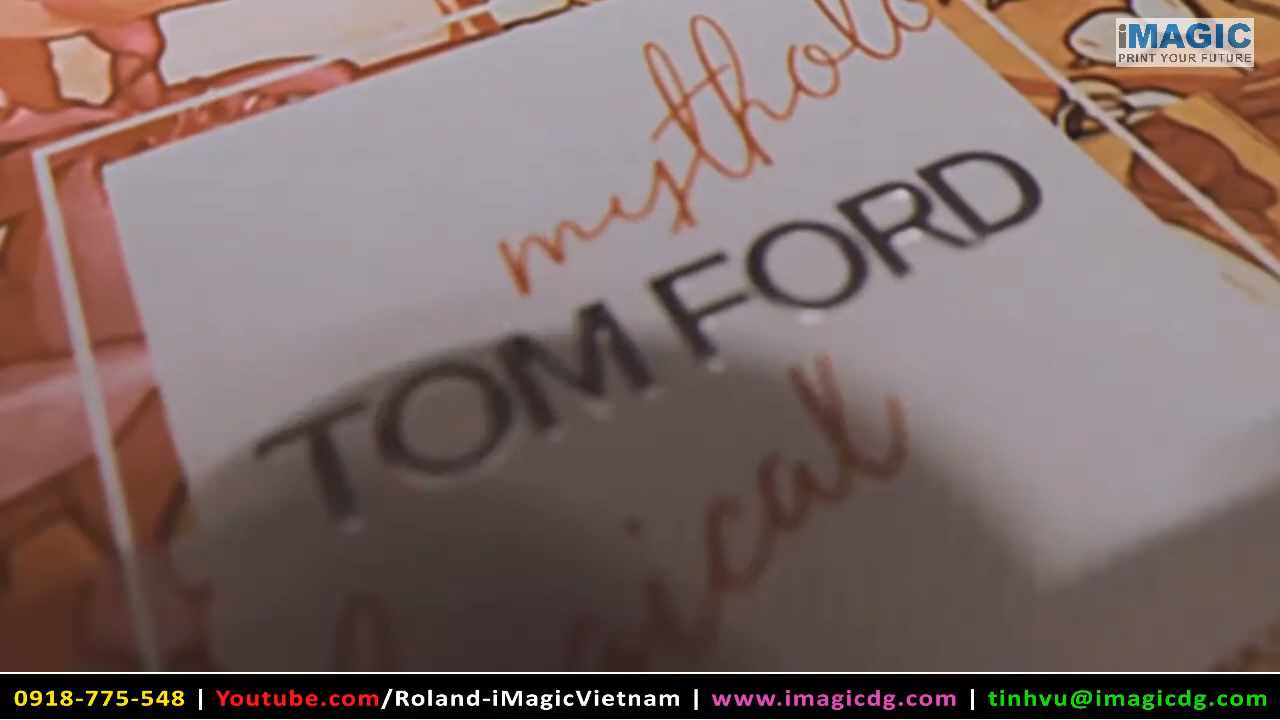 iMAGIC
PRINT YOUR FUTURE
TOM FORD
0918-775-548 | Youtube.com/Roland-iMagicVietnam | www.imagicdg.com | tinhvu@imagicdg.com